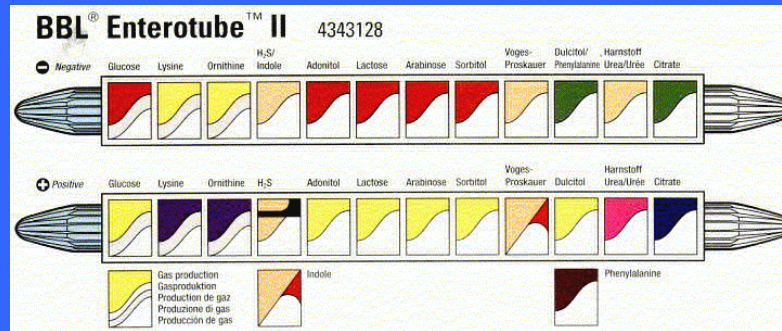 BBL® Enterotube™ II 4343128
Negative Glucose Lysine Ornithine H₂S/ Indole Adonitol Lactose Arabinose Sorbitol Voges- Proskauer Dulcitol/ Phenylalanine Harnstoff Urea/Urée Citrate
Positive Glucose Lysine Ornithine H₂S Adonitol Lactose Arabinose Sorbitol Voges- Proskauer Dulcitol Harnstoff Urea/Urée Citrate
Gas production
Gasproduktion
Production de gaz
Produzione di gas
Producción de gas
Indole
Phenylalanine